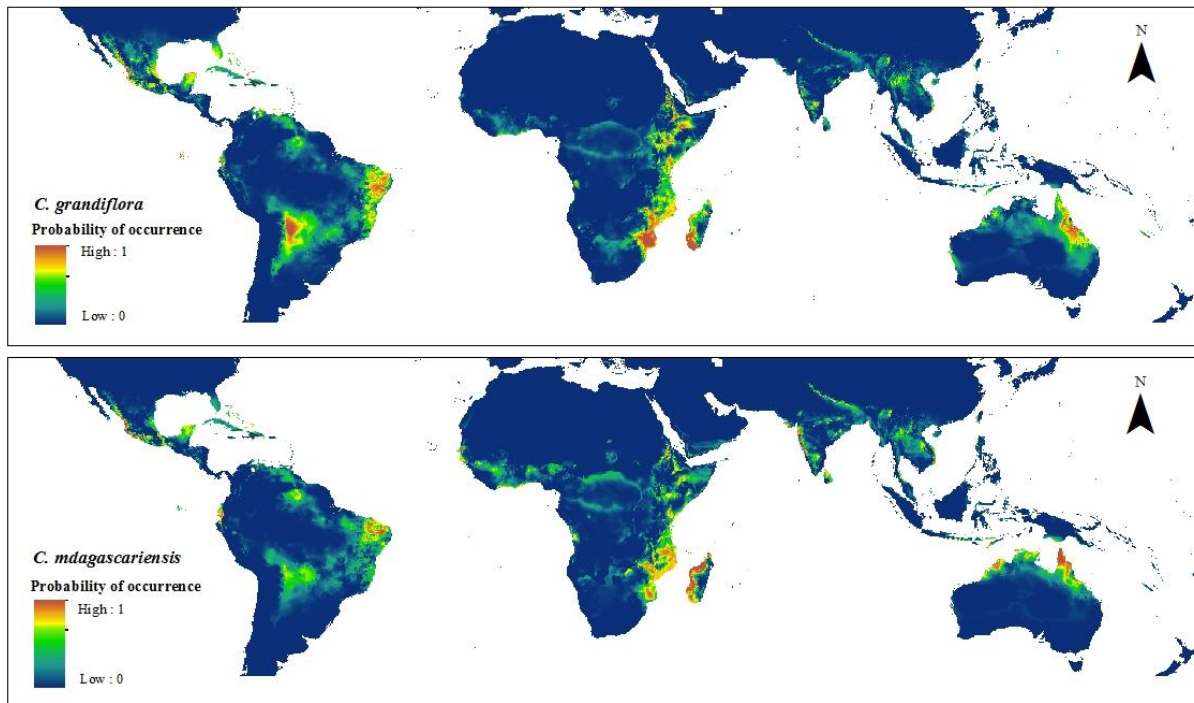 N
C. grandiflora
Probability of occurrence
High : 1
Low : 0
N
C. mdagascariensis
Probability of occurrence
High : 1
Low : 0